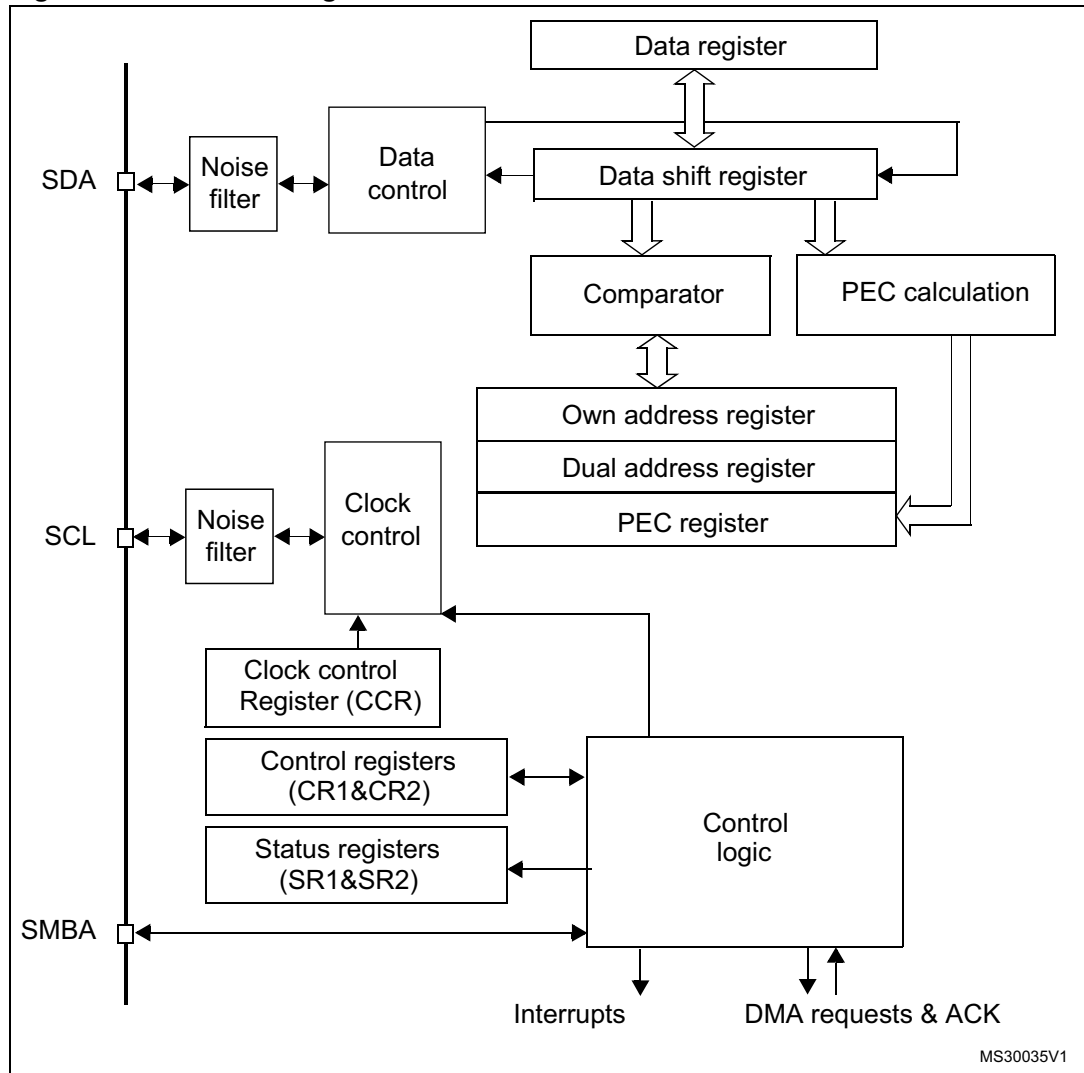 Data register
SDA
Noise
filter
Data
control
Data shift register
Comparator
PEC calculation
Own address register
Dual address register
PEC register
SCL
Noise
filter
Clock
control
Clock control
Register (CCR)
Control registers
(CR1&CR2)
Status registers
(SR1&SR2)
Control
logic
SMBA
Interrupts
DMA requests & ACK
MS30035V1